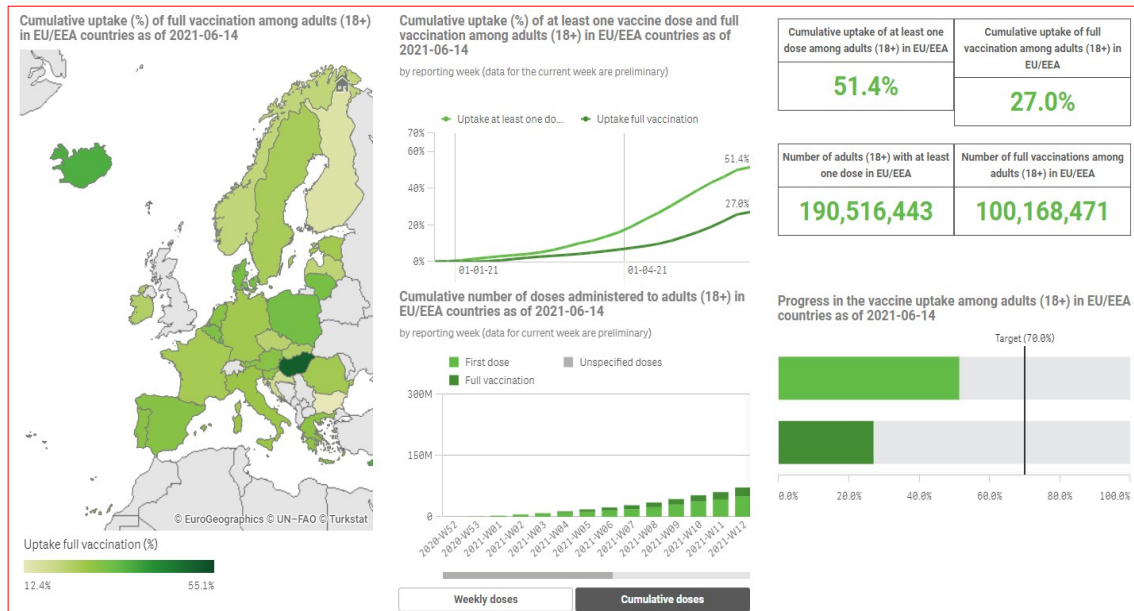 Cumulative uptake (%) of full vaccination among adults (18+)
in EU/EEA countries as of 2021-06-14
© EuroGeographics © UN-FAO © Turkstat
Uptake full vaccination (%)
12.4%
55.1%
Cumulative uptake (%) of at least one vaccine dose and full
vaccination among adults (18+) in EU/EEA countries as of
2021-06-14
by reporting week (data for the current week are preliminary)
Uptake at least one do... Uptake full vaccination
70%
60%
40%
20%
0%
51.4%
27.0%
01-01-21
01-04-21
Cumulative number of doses administered to adults (18+) in
EU/EEA countries as of 2021-06-14
by reporting week (data for current week are preliminary)
First dose Unspecified doses
Full vaccination
300M
150M
0
2020-W52
2020-W53
2021-W01
2021-W02
2021-W03
2021-W04
2021-W05
2021-W06
2021-W07
2021-W08
2021-W09
2021-W10
2021-W11
2021-W12
Weekly doses
Cumulative doses
Cumulative uptake of at least one
dose among adults (18+) in EU/EEA
51.4%
Cumulative uptake of full
vaccination among adults (18+) in
EU/EEA
27.0%
Number of adults (18+) with at least
one dose in EU/EEA
190,516,443
Number of full vaccinations among
adults (18+) in EU/EEA
100,168,471
Progress in the vaccine uptake among adults (18+) in EU/EEA
countries as of 2021-06-14
Target (70.0%)
0.0% 20.0% 40.0% 60.0% 80.0% 100.0%